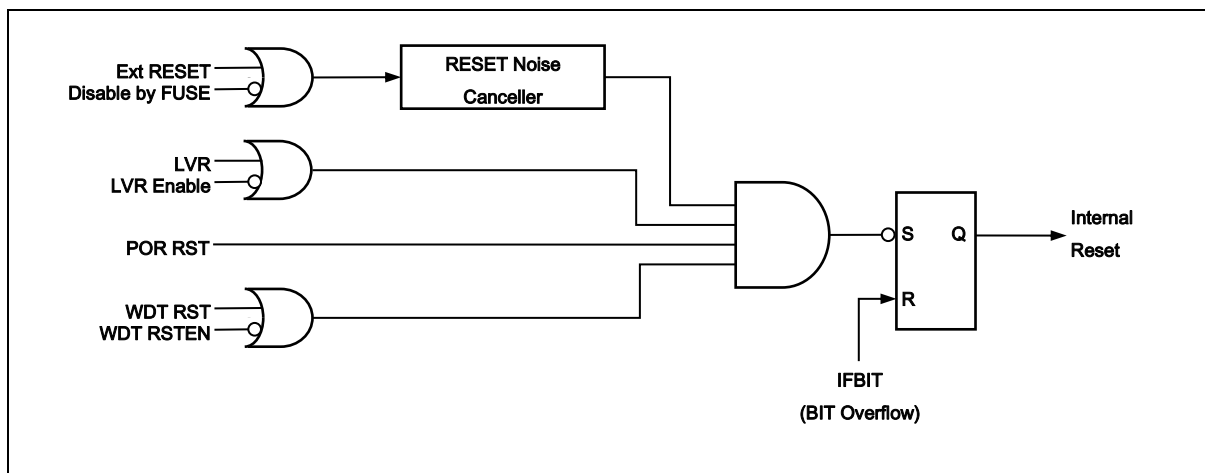 Ext RESET
Disable by FUSE
RESET Noise
Canceller
LVR
LVR Enable
POR RST
WDT RST
WDT RSTEN
S
Q
R
Internal
Reset
IFBIT
(BIT Overflow)